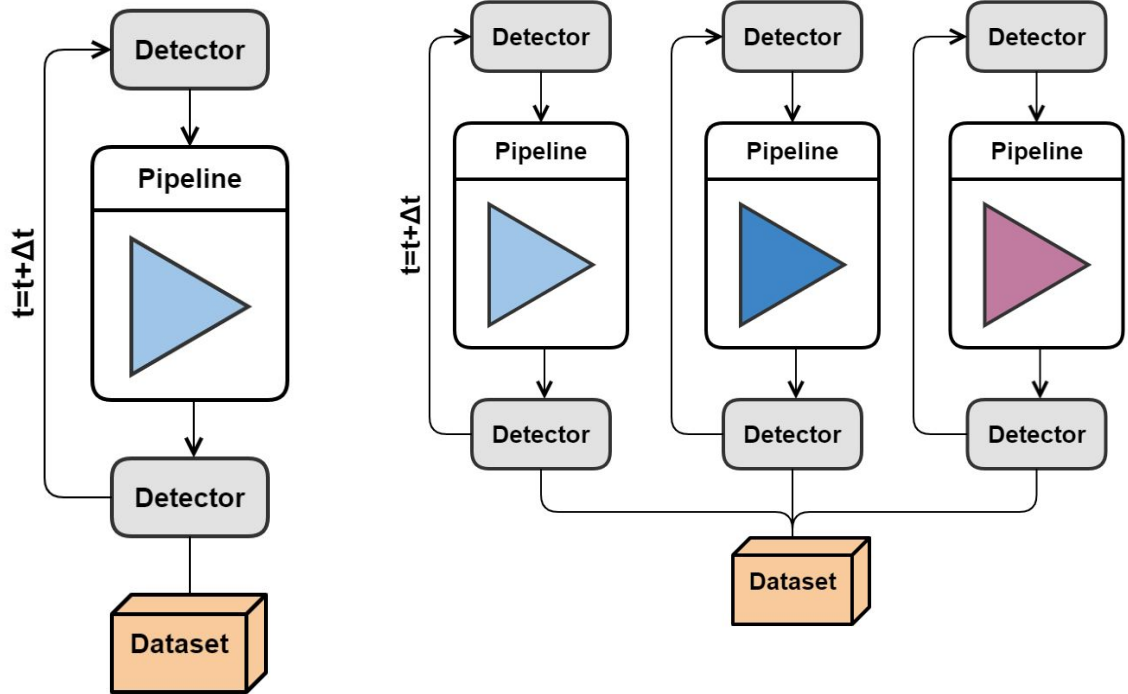 Detector
Pipeline
t=t+Δt
Detector
Dataset
Detector
Detector
Detector
Pipeline
Pipeline
Pipeline
t=t+Δt
Detector
Detector
Detector
Dataset